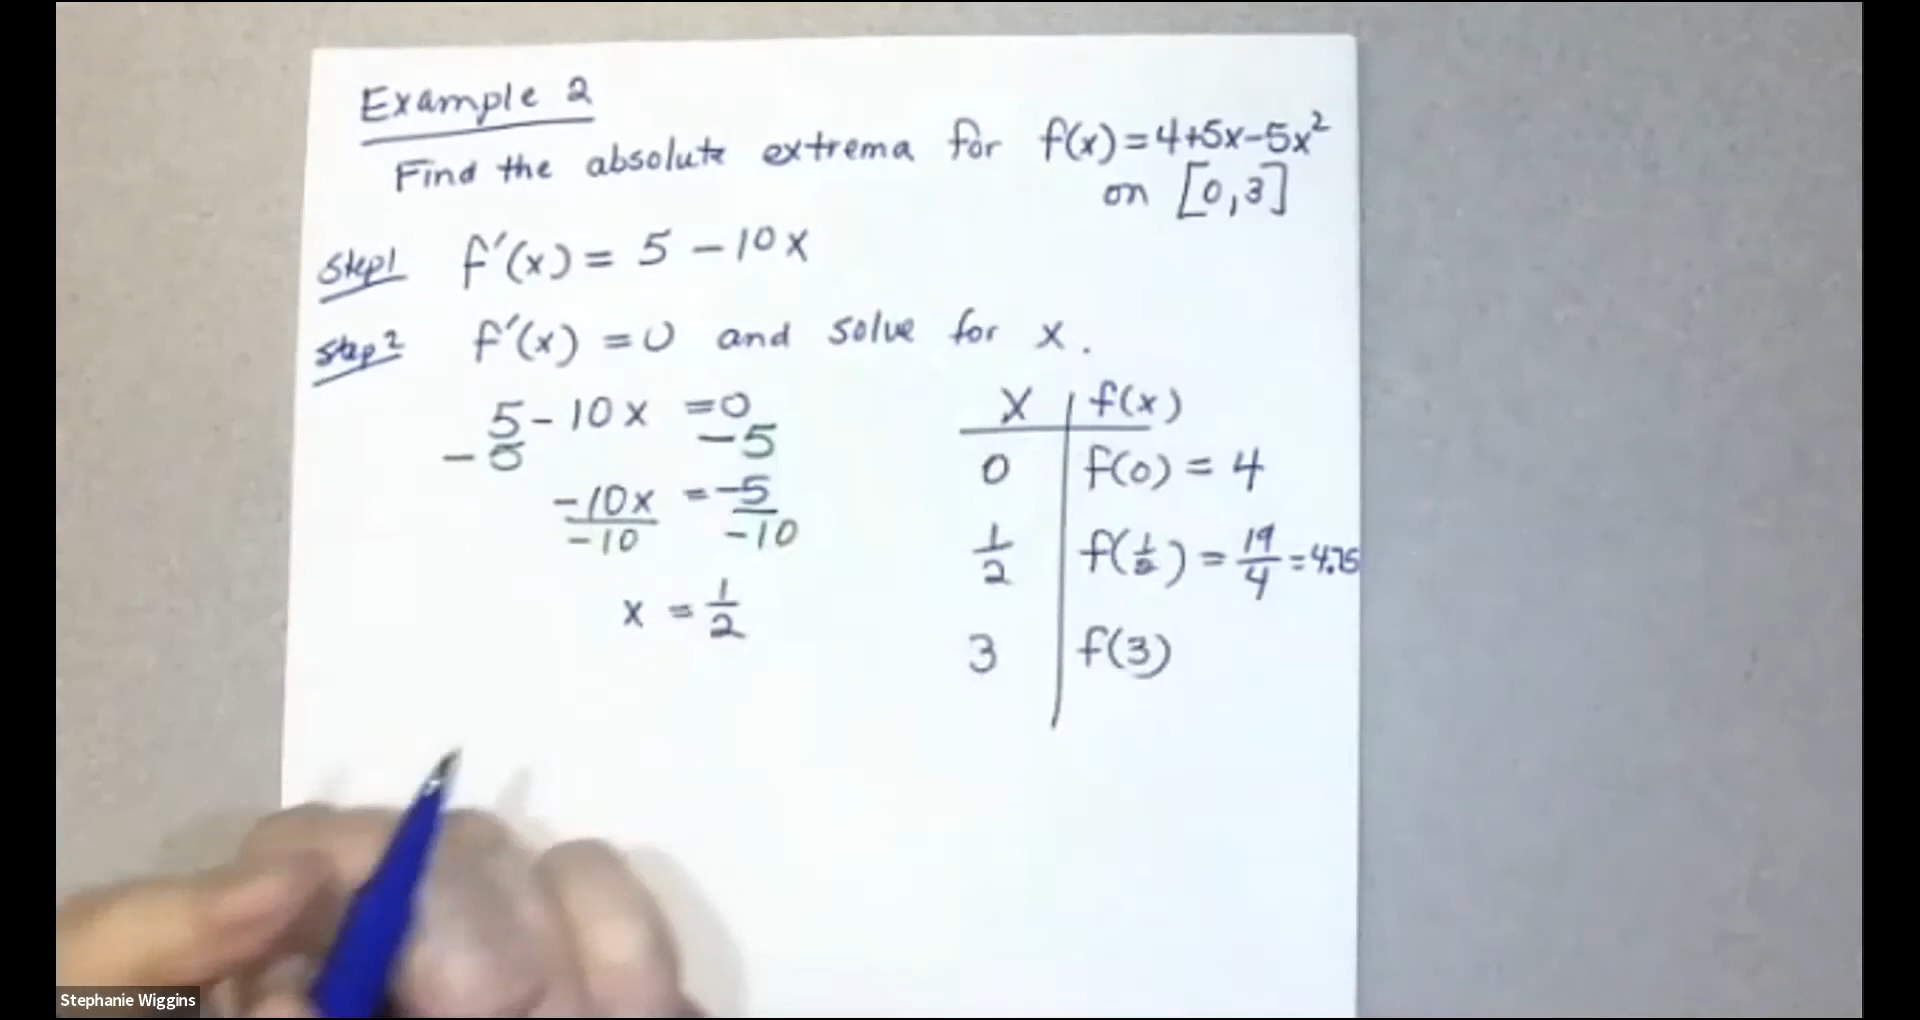 Example 2
Find the absolute extrema for f(x)=4+5x-5x²
on [0,3]
Step1 f'(x) = 5 - 10x
Step2 f'(x) = 0 and solve for x.
5 - 10x = 0
-5 -5
-10x = -5
-10 -10
x = 1/2
x f(x)
0 f(0) = 4
1/2 f(1/2) = 19/4 = 4.75
3 f(3)
Stephanie Wiggins